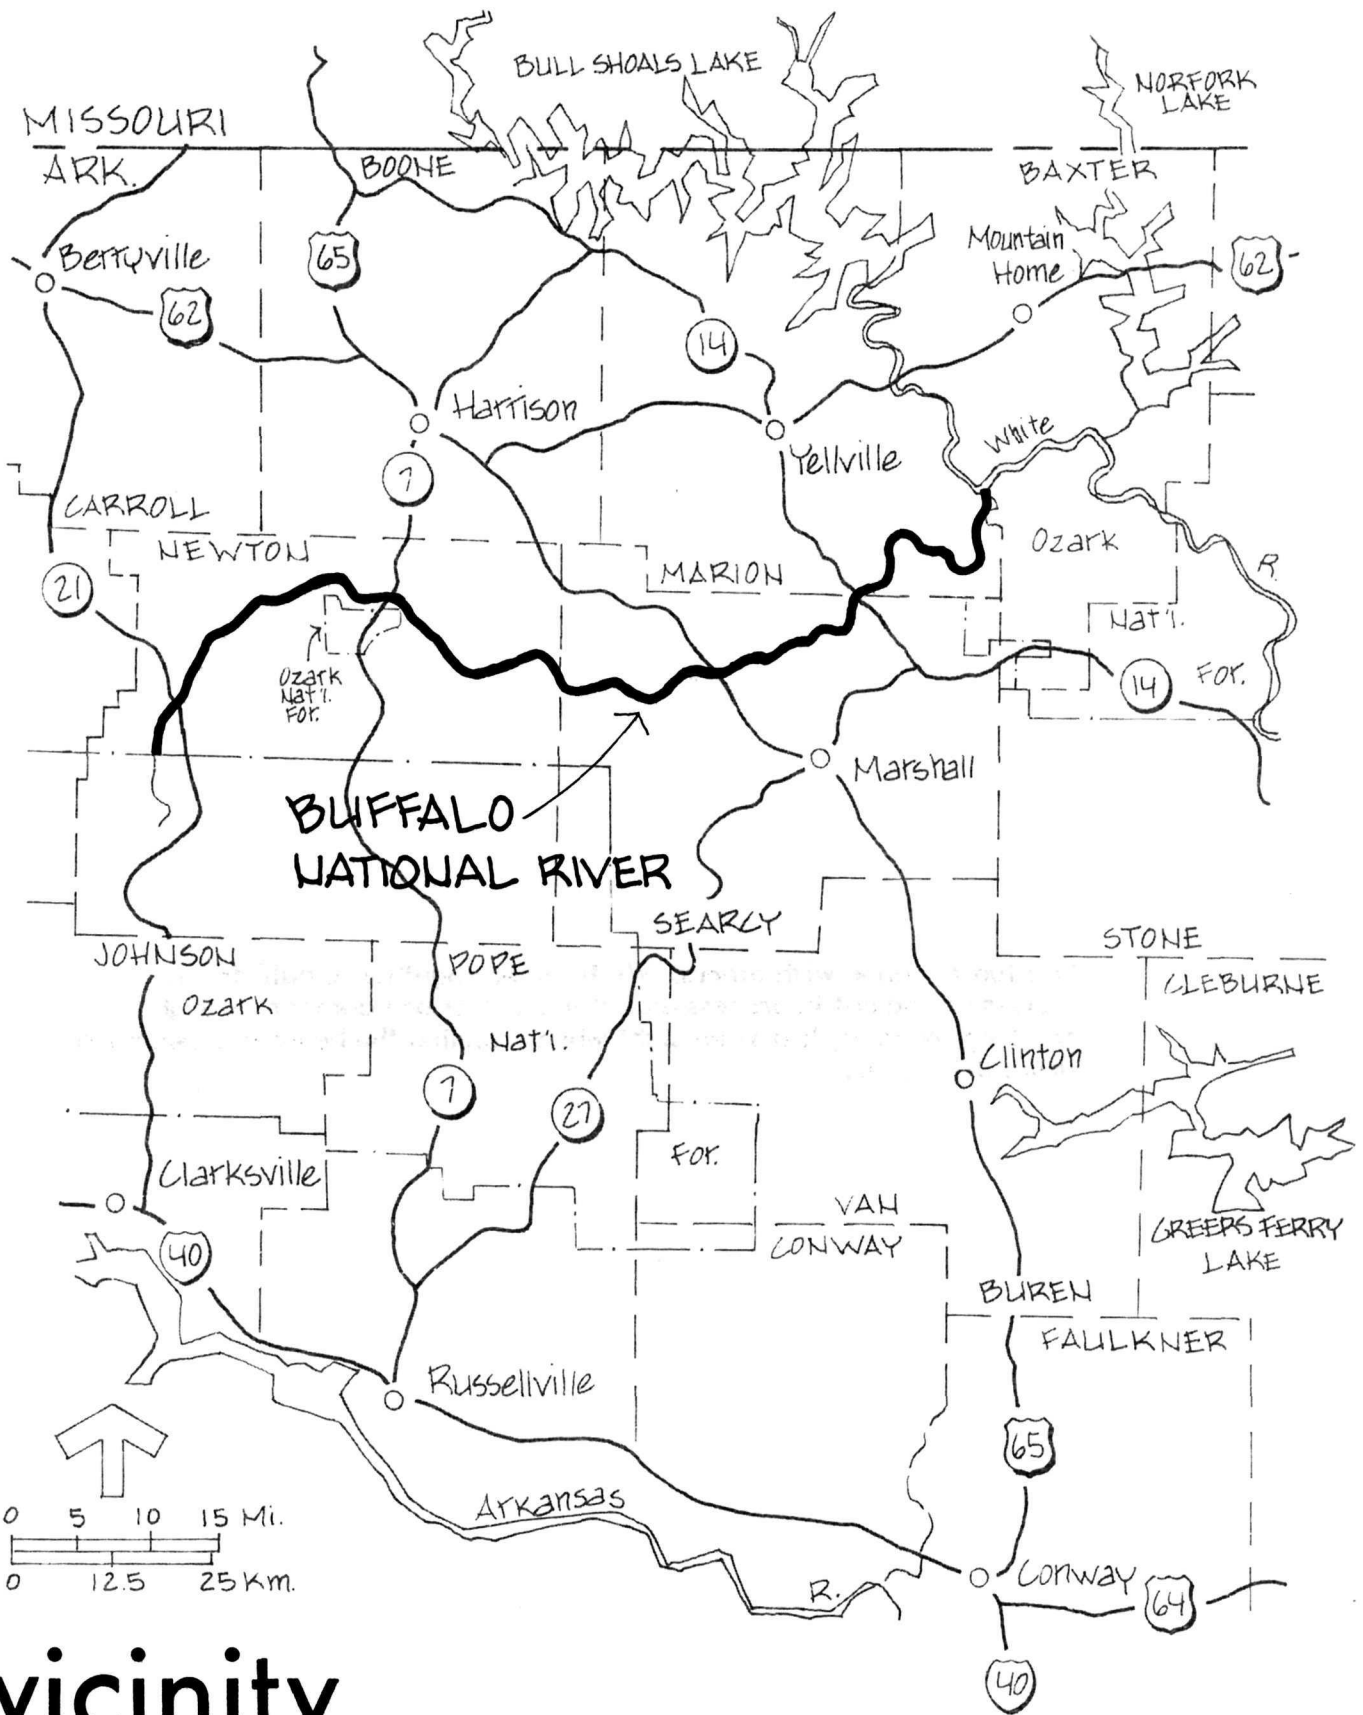 BULL SHOALS LAKE
NORFORK
LAKE
MISSOURI
ARK.
BOONE
BAXTER
Berryville
65
Mountain
Home
62
62
14
Harrison
Yellville
White
7
CARROLL
NEWTON
MARION
Ozark
R.
21
Nat'l.
Ozark
Nat'l.
For.
14
For.
Marshall
BUFFALO
NATIONAL RIVER
SEARCY
JOHNSON
POPE
STONE
CLEBURNE
Ozark
Nat'l.
Clinton
7
27
For.
Clarksville
VAN
CONWAY
GREERS FERRY
LAKE
40
BUREN
FAULKNER
Russellville
65
Arkansas
R.
0 5 10 15 Mi.
0 12.5 25 Km.
Conway
64
40
vicinity